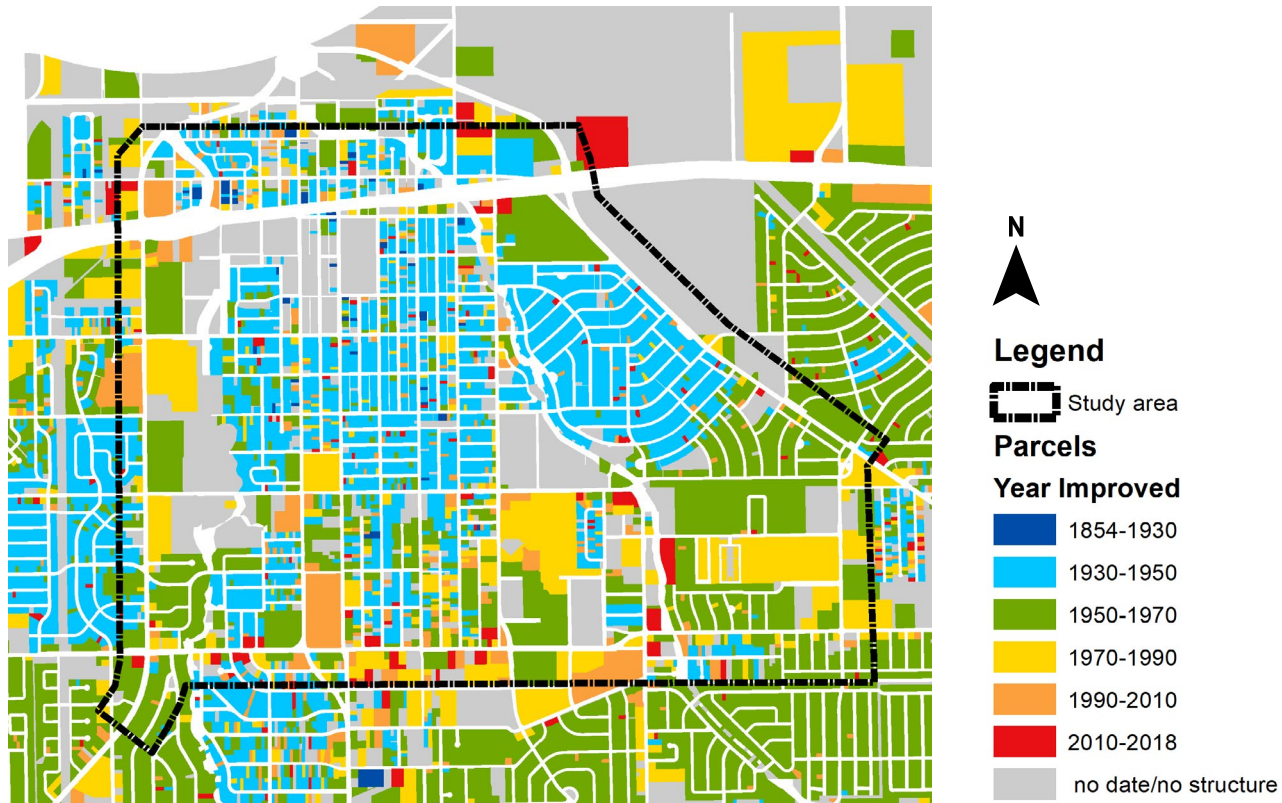 N
Legend
Study area
Parcels
Year Improved
1854-1930
1930-1950
1950-1970
1970-1990
1990-2010
2010-2018
no date/no structure